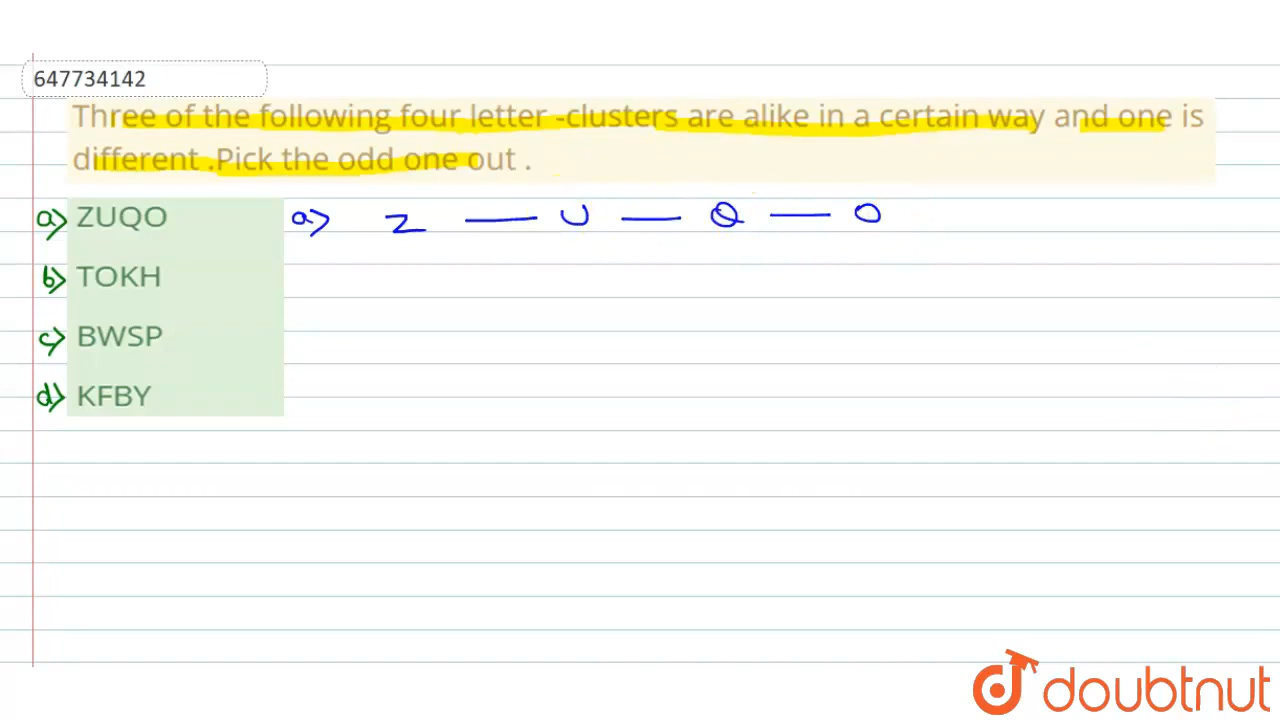 647734142
Three of the following four letter -clusters are alike in a certain way and one is
different .Pick the odd one out .
a) ZUQO a) Z — U — Q — O
b) TOKH
c) BWSP
d) KFBY
doubtnut